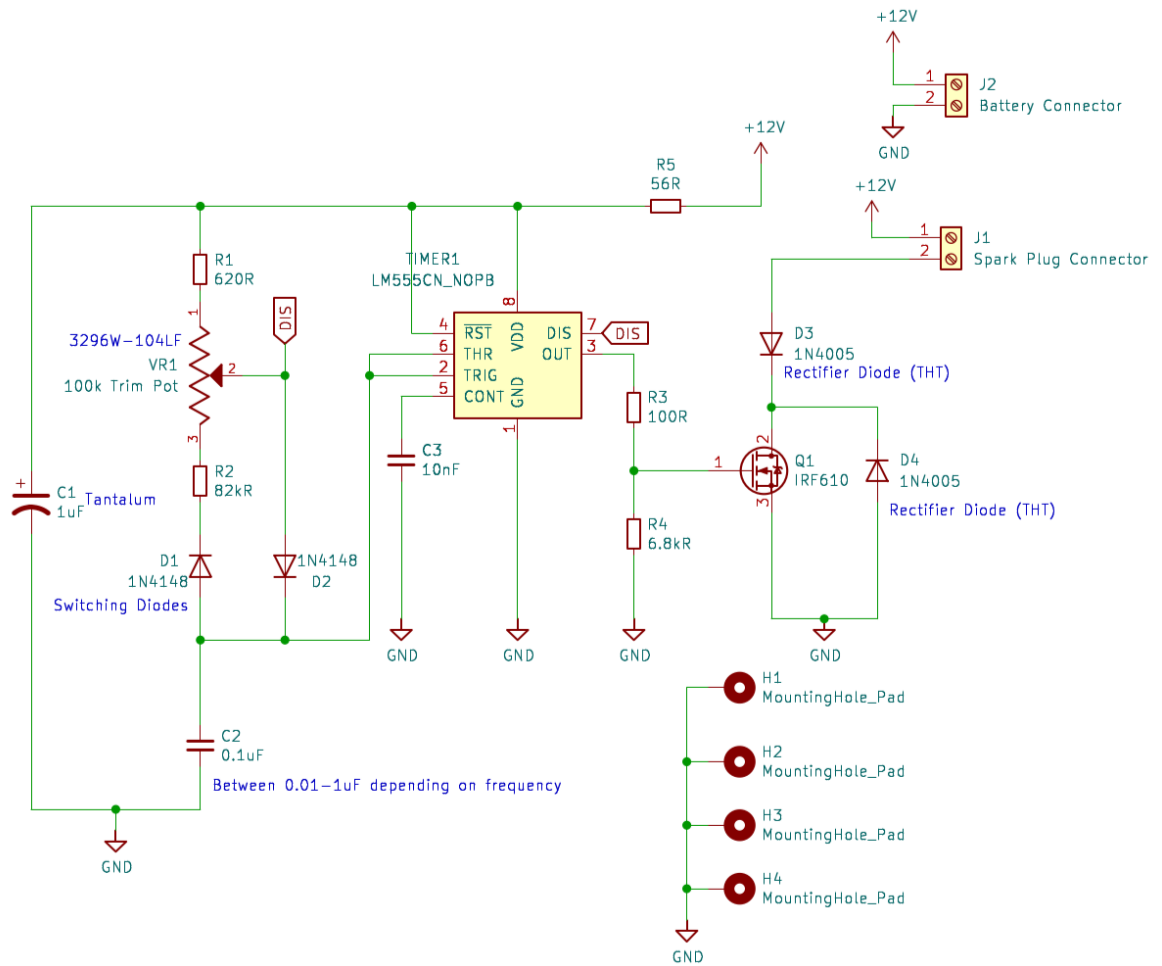 +12V
1
2
J2
Battery Connector
GND
+12V
R5
56R
+12V
1
2
J1
Spark Plug Connector
R1
620R
TIMER1
LM555CN_NOPB
8
4
RST
6
THR
2
TRIG
5
CONT
VDD
GND
DIS
7
DIS
OUT
3
1
DIS
1
3296W-104LF
VR1
100k Trim Pot
2
3
D3
1N4005
Rectifier Diode (THT)
R3
100R
C3
10nF
R2
82kR
+
C1
1uF
Tantalum
2
1
3
Q1
IRF610
D4
1N4005
Rectifier Diode (THT)
R4
6.8kR
D1
1N4148
1N4148
D2
Switching Diodes
GND
GND
GND
GND
H1
MountingHole_Pad
C2
0.1uF
Between 0.01-1uF depending on frequency
H2
MountingHole_Pad
H3
MountingHole_Pad
GND
H4
MountingHole_Pad
GND